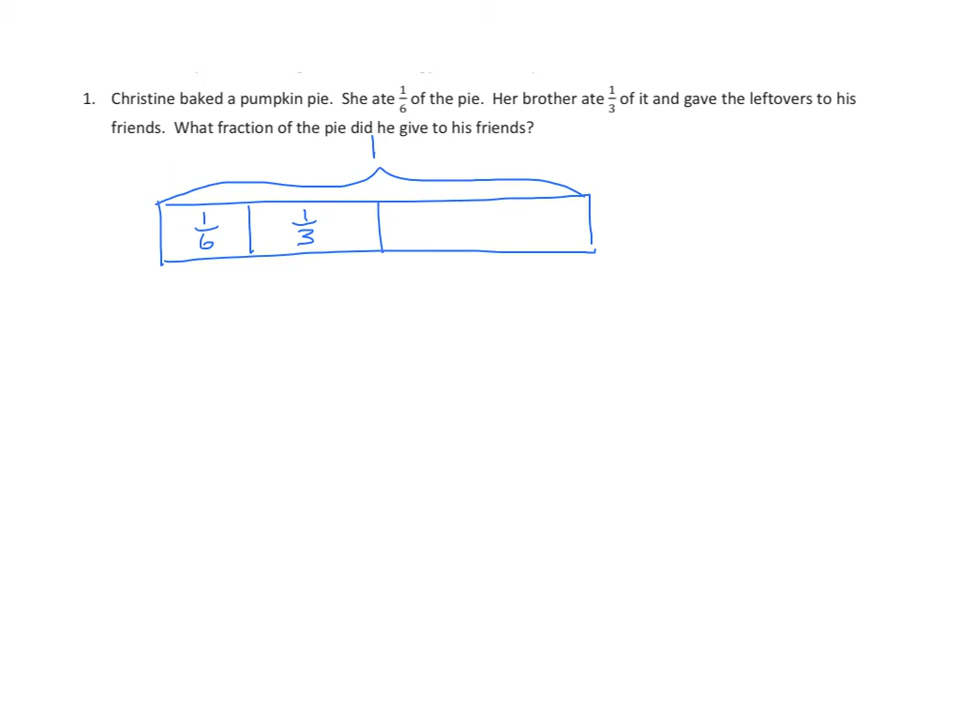 1. Christine baked a pumpkin pie. She ate 1/6 of the pie. Her brother ate 1/3 of it and gave the leftovers to his
friends. What fraction of the pie did he give to his friends?
1
1/6 1/3